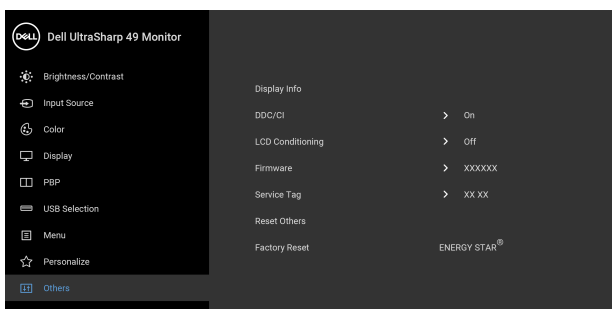 DELL Dell UltraSharp 49 Monitor
Brightness/Contrast
Input Source
Color
Display
PBP
USB Selection
Menu
Personalize
Others
Display Info
DDC/CI > On
LCD Conditioning > Off
Firmware > XXXXXX
Service Tag > XX XX
Reset Others
Factory Reset ENERGY STAR®